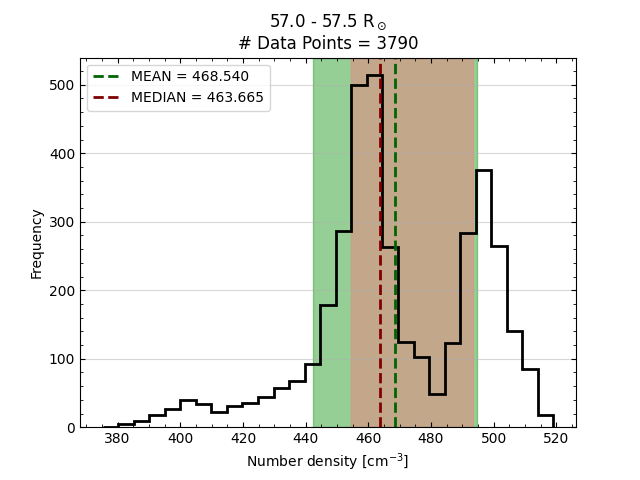 57.0 - 57.5 R⊙
# Data Points = 3790
MEAN = 468.540
MEDIAN = 463.665
500
400
300
200
100
0
Frequency
380 400 420 440 460 480 500 520
Number density [cm⁻³]